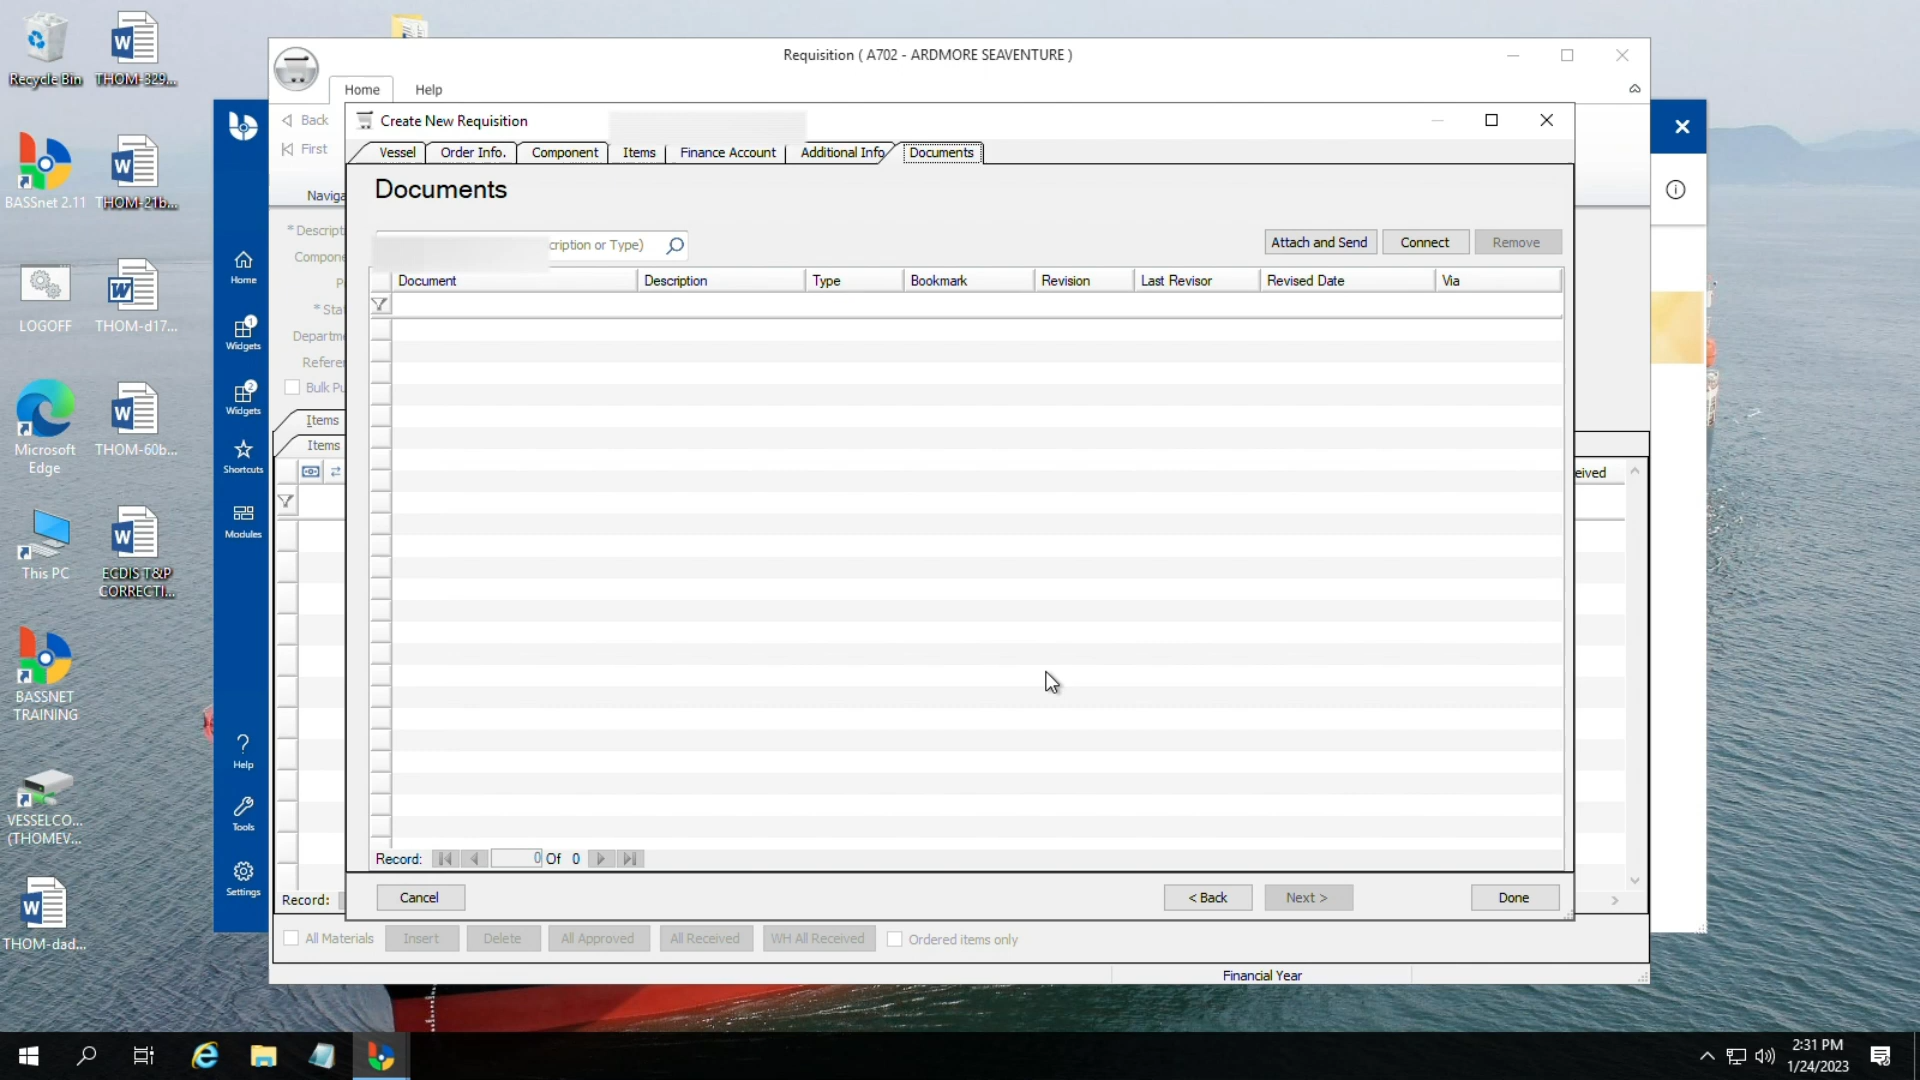 Recycle Bin
THOM-329...
BASSnet 2.11
THOM-21b...
LOGOFF
THOM-d17...
Microsoft
Edge
THOM-60b...
This PC
ECDIS T&P
CORRECTI...
BASSNET
TRAINING
VESSELCO...
(THOMEV...
THOM-dad...
Home
1
Widgets
2
Widgets
Shortcuts
Modules
Help
Tools
Settings
Requisition ( A702 - ARDMORE SEAVENTURE )
Home Help
Back
First
Naviga
* Descript
Compone
P
* Sta
Departme
Refere
Bulk Pu
Items
Items
eived
Record:
Create New Requisition
Vessel Order Info. Component Items Finance Account Additional Info Documents
Documents
cription or Type)
Attach and Send Connect Remove
Document Description Type Bookmark Revision Last Revisor Revised Date Via
Record: 0 Of 0
Cancel < Back Next > Done
All Materials Insert Delete All Approved All Received WH All Received Ordered items only
Financial Year
2:31 PM
1/24/2023